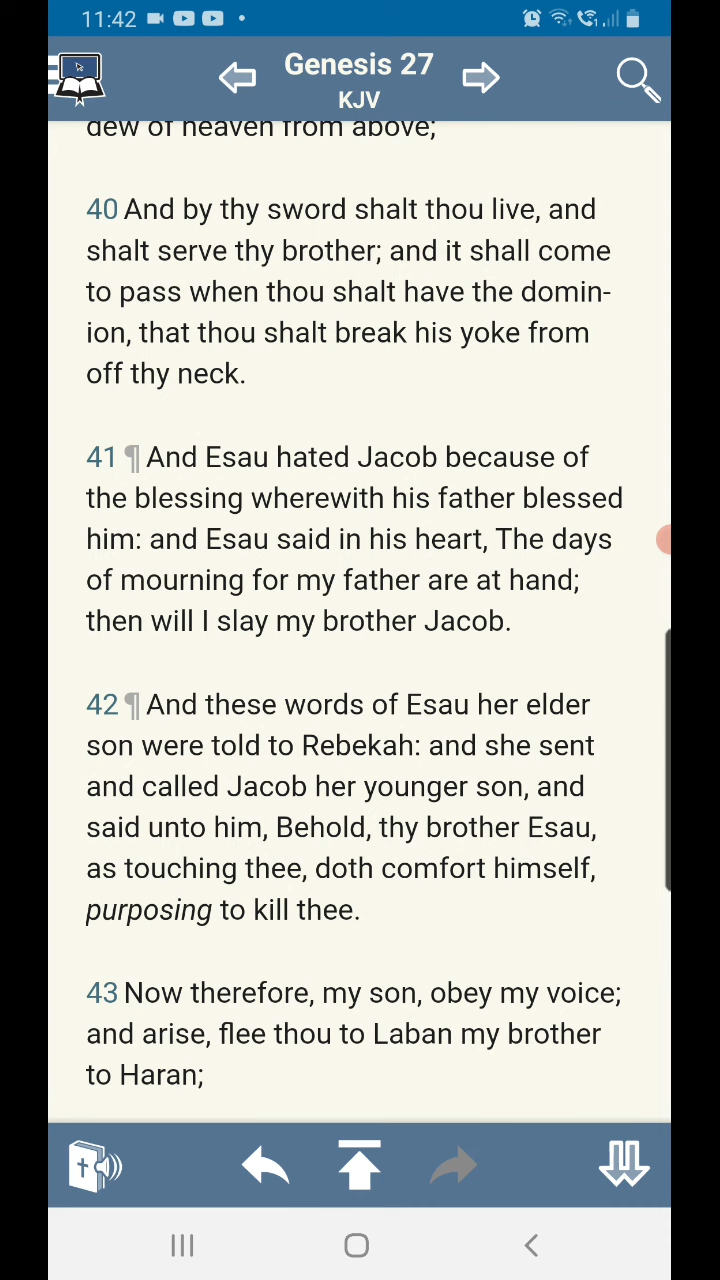 11:42
Genesis 27
KJV
dew of heaven from above;
40 And by thy sword shalt thou live, and
shalt serve thy brother; and it shall come
to pass when thou shalt have the domin-
ion, that thou shalt break his yoke from
off thy neck.
41 ¶ And Esau hated Jacob because of
the blessing wherewith his father blessed
him: and Esau said in his heart, The days
of mourning for my father are at hand;
then will I slay my brother Jacob.
42 ¶ And these words of Esau her elder
son were told to Rebekah: and she sent
and called Jacob her younger son, and
said unto him, Behold, thy brother Esau,
as touching thee, doth comfort himself,
purposing to kill thee.
43 Now therefore, my son, obey my voice;
and arise, flee thou to Laban my brother
to Haran;